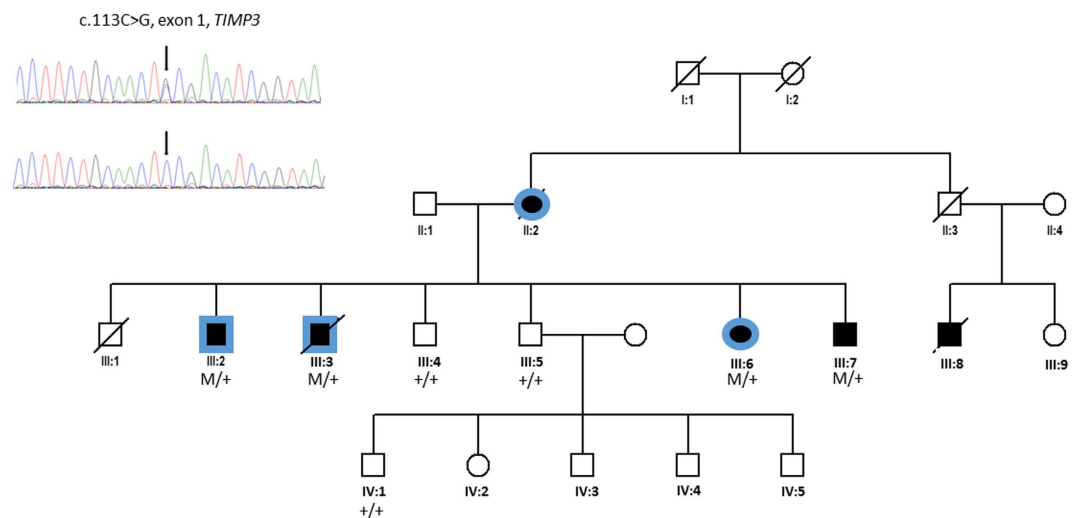 c.113C>G, exon 1, TIMP3
I:1 I:2
II:1 II:2 II:3 II:4
III:1 III:2 III:3 III:4 III:5 III:6 III:7 III:8 III:9
M/+ M/+ +/+ +/+ M/+ M/+
IV:1 IV:2 IV:3 IV:4 IV:5
+/+